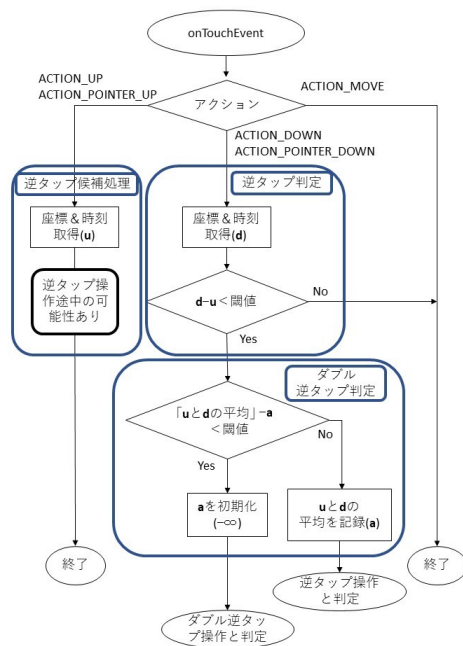 onTouchEvent
ACTION_UP
ACTION_POINTER_UP
アクション
ACTION_MOVE
ACTION_DOWN
ACTION_POINTER_DOWN
逆タップ候補処理
座標＆時刻
取得(u)
逆タップ操
作途中の可
能性あり
逆タップ判定
座標＆時刻
取得(d)
d−u＜閾値
No
Yes
ダブル
逆タップ判定
「uとdの平均」−a
＜閾値
No
Yes
aを初期化
(−∞)
uとdの
平均を記録(a)
終了
逆タップ操作
と判定
終了
ダブル逆タッ
プ操作と判定